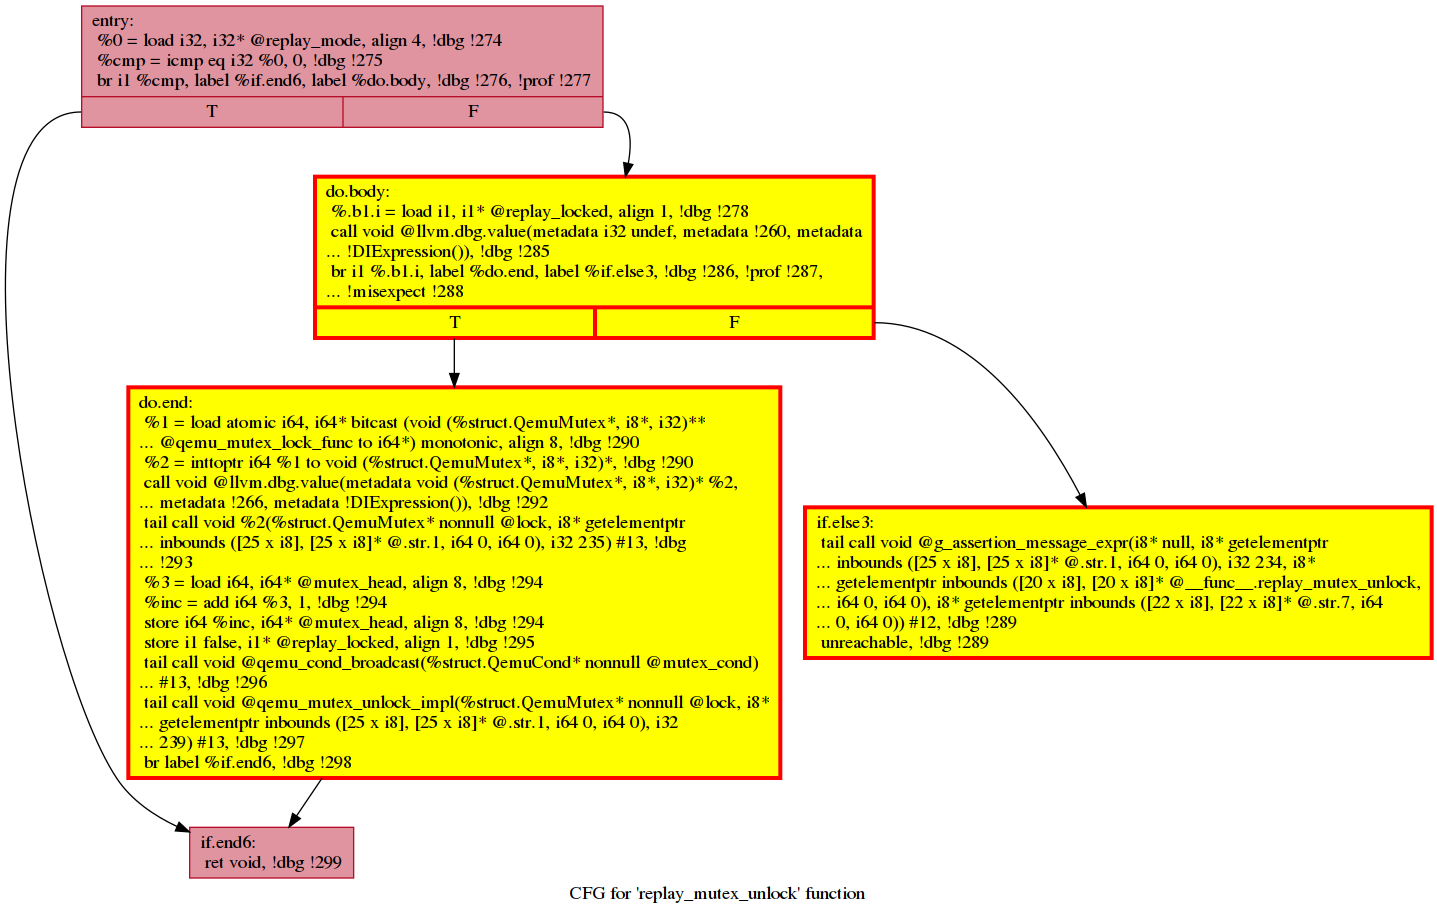 entry:
%0 = load i32, i32* @replay_mode, align 4, !dbg !274
%cmp = icmp eq i32 %0, 0, !dbg !275
br i1 %cmp, label %if.end6, label %do.body, !dbg !276, !prof !277
T
F
do.body:
%.b1.i = load i1, i1* @replay_locked, align 1, !dbg !278
call void @llvm.dbg.value(metadata i32 undef, metadata !260, metadata
... !DIExpression()), !dbg !285
br i1 %.b1.i, label %do.end, label %if.else3, !dbg !286, !prof !287,
... !misexpect !288
T
F
do.end:
%1 = load atomic i64, i64* bitcast (void (%struct.QemuMutex*, i8*, i32)**
... @qemu_mutex_lock_func to i64*) monotonic, align 8, !dbg !290
%2 = inttoptr i64 %1 to void (%struct.QemuMutex*, i8*, i32)*, !dbg !290
call void @llvm.dbg.value(metadata void (%struct.QemuMutex*, i8*, i32)* %2,
... metadata !266, metadata !DIExpression()), !dbg !292
tail call void %2(%struct.QemuMutex* nonnull @lock, i8* getelementptr
... inbounds ([25 x i8], [25 x i8]* @.str.1, i64 0, i64 0), i32 235) #13, !dbg
... !293
%3 = load i64, i64* @mutex_head, align 8, !dbg !294
%inc = add i64 %3, 1, !dbg !294
store i64 %inc, i64* @mutex_head, align 8, !dbg !294
store i1 false, i1* @replay_locked, align 1, !dbg !295
tail call void @qemu_cond_broadcast(%struct.QemuCond* nonnull @mutex_cond)
... #13, !dbg !296
tail call void @qemu_mutex_unlock_impl(%struct.QemuMutex* nonnull @lock, i8*
... getelementptr inbounds ([25 x i8], [25 x i8]* @.str.1, i64 0, i64 0), i32
... 239) #13, !dbg !297
br label %if.end6, !dbg !298
if.else3:
tail call void @g_assertion_message_expr(i8* null, i8* getelementptr
... inbounds ([25 x i8], [25 x i8]* @.str.1, i64 0, i64 0), i32 234, i8*
... getelementptr inbounds ([20 x i8], [20 x i8]* @__func__.replay_mutex_unlock,
... i64 0, i64 0), i8* getelementptr inbounds ([22 x i8], [22 x i8]* @.str.7, i64
... 0, i64 0)) #12, !dbg !289
unreachable, !dbg !289
if.end6:
ret void, !dbg !299
CFG for 'replay_mutex_unlock' function